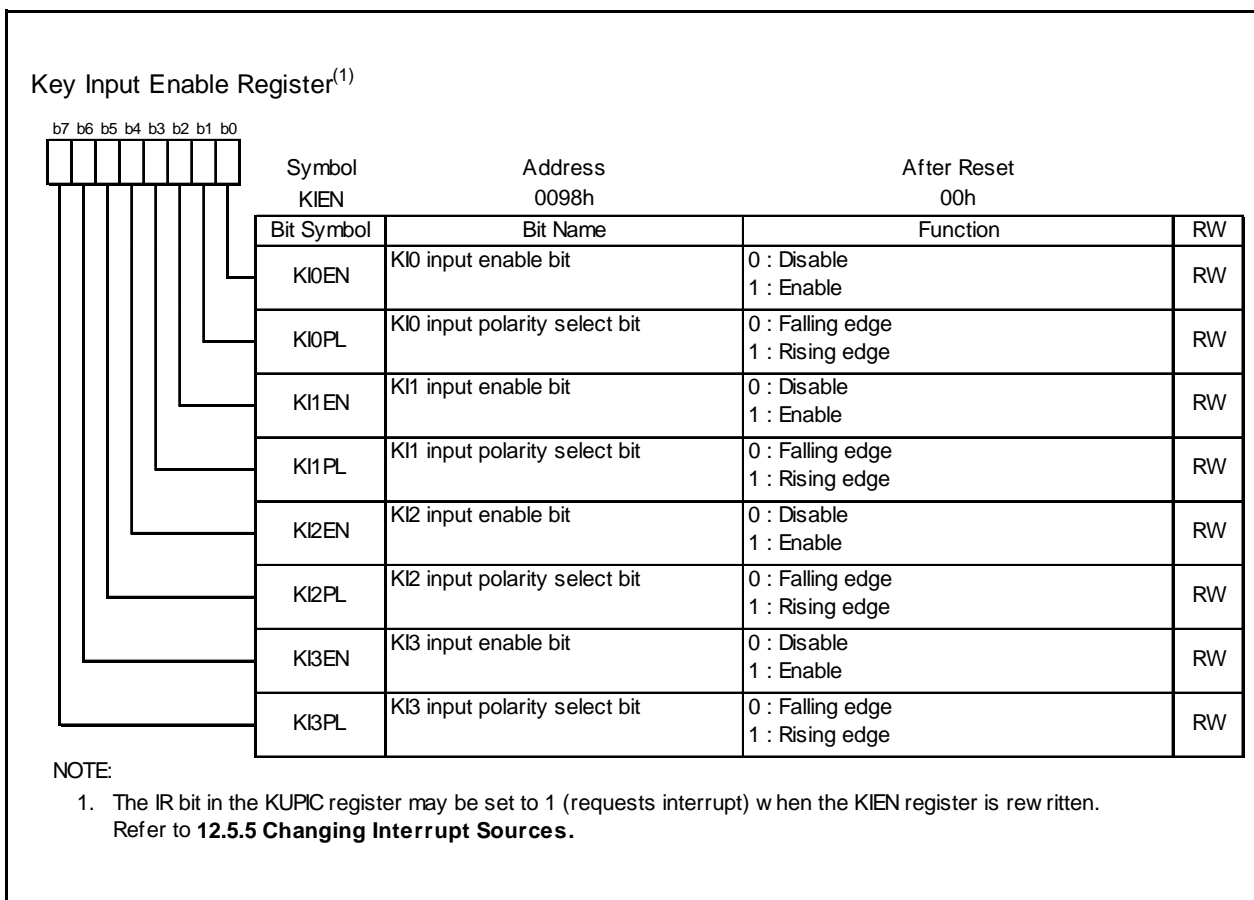 Key Input Enable Register(1)
b7 b6 b5 b4 b3 b2 b1 b0
Symbol Address After Reset
KIEN 0098h 00h
Bit Symbol Bit Name Function RW
KI0EN KI0 input enable bit 0 : Disable
1 : Enable RW
KI0PL KI0 input polarity select bit 0 : Falling edge
1 : Rising edge RW
KI1EN KI1 input enable bit 0 : Disable
1 : Enable RW
KI1PL KI1 input polarity select bit 0 : Falling edge
1 : Rising edge RW
KI2EN KI2 input enable bit 0 : Disable
1 : Enable RW
KI2PL KI2 input polarity select bit 0 : Falling edge
1 : Rising edge RW
KI3EN KI3 input enable bit 0 : Disable
1 : Enable RW
KI3PL KI3 input polarity select bit 0 : Falling edge
1 : Rising edge RW
NOTE:
1. The IR bit in the KUPIC register may be set to 1 (requests interrupt) when the KIEN register is rewritten.
Refer to 12.5.5 Changing Interrupt Sources.